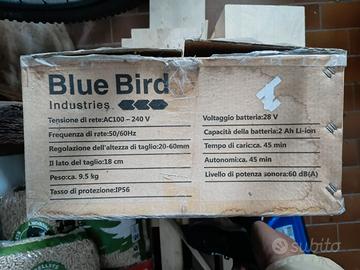 Blue Bird
Industries
Tensione di rete:AC100 – 240 V
Frequenza di rete:50/60Hz
Regolazione dell'altezza di taglio:20-60mm
Il lato del taglio:18 cm
Peso:ca. 9.5 kg
Tasso di protezione:IP56
Voltaggio batteria:28 V
Capacità della batteria:2 Ah Li-ion
Tempo di caric:ca. 45 min
Autonomi:ca. 45 min
Livello di potenza sonora:60 dB(A)
subito